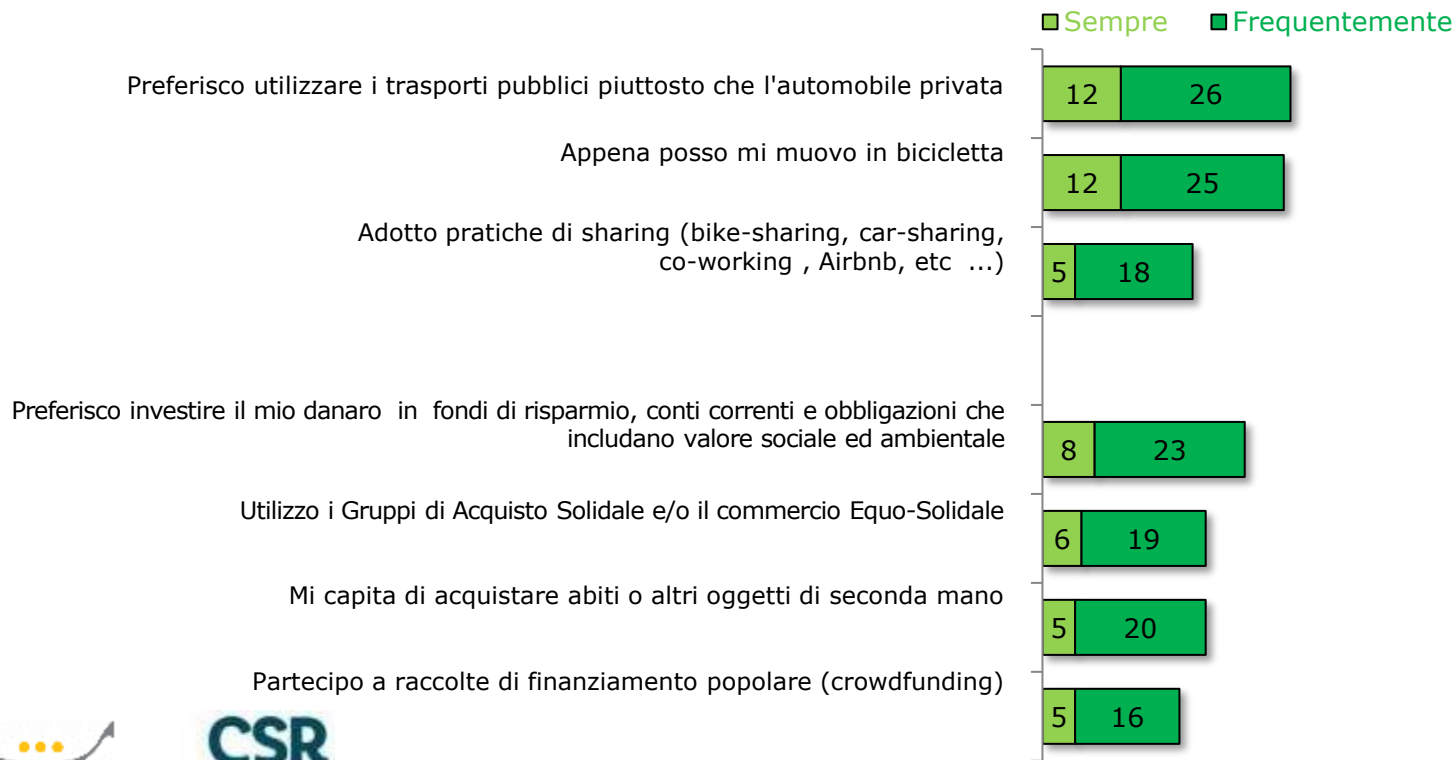 Sempre Frequentemente
Preferisco utilizzare i trasporti pubblici piuttosto che l'automobile privata
12 26
Appena posso mi muovo in bicicletta
12 25
Adotto pratiche di sharing (bike-sharing, car-sharing,
co-working , Airbnb, etc ...)
5 18
Preferisco investire il mio danaro in fondi di risparmio, conti correnti e obbligazioni che
includano valore sociale ed ambientale
8 23
Utilizzo i Gruppi di Acquisto Solidale e/o il commercio Equo-Solidale
6 19
Mi capita di acquistare abiti o altri oggetti di seconda mano
5 20
Partecipo a raccolte di finanziamento popolare (crowdfunding)
5 16
CSR